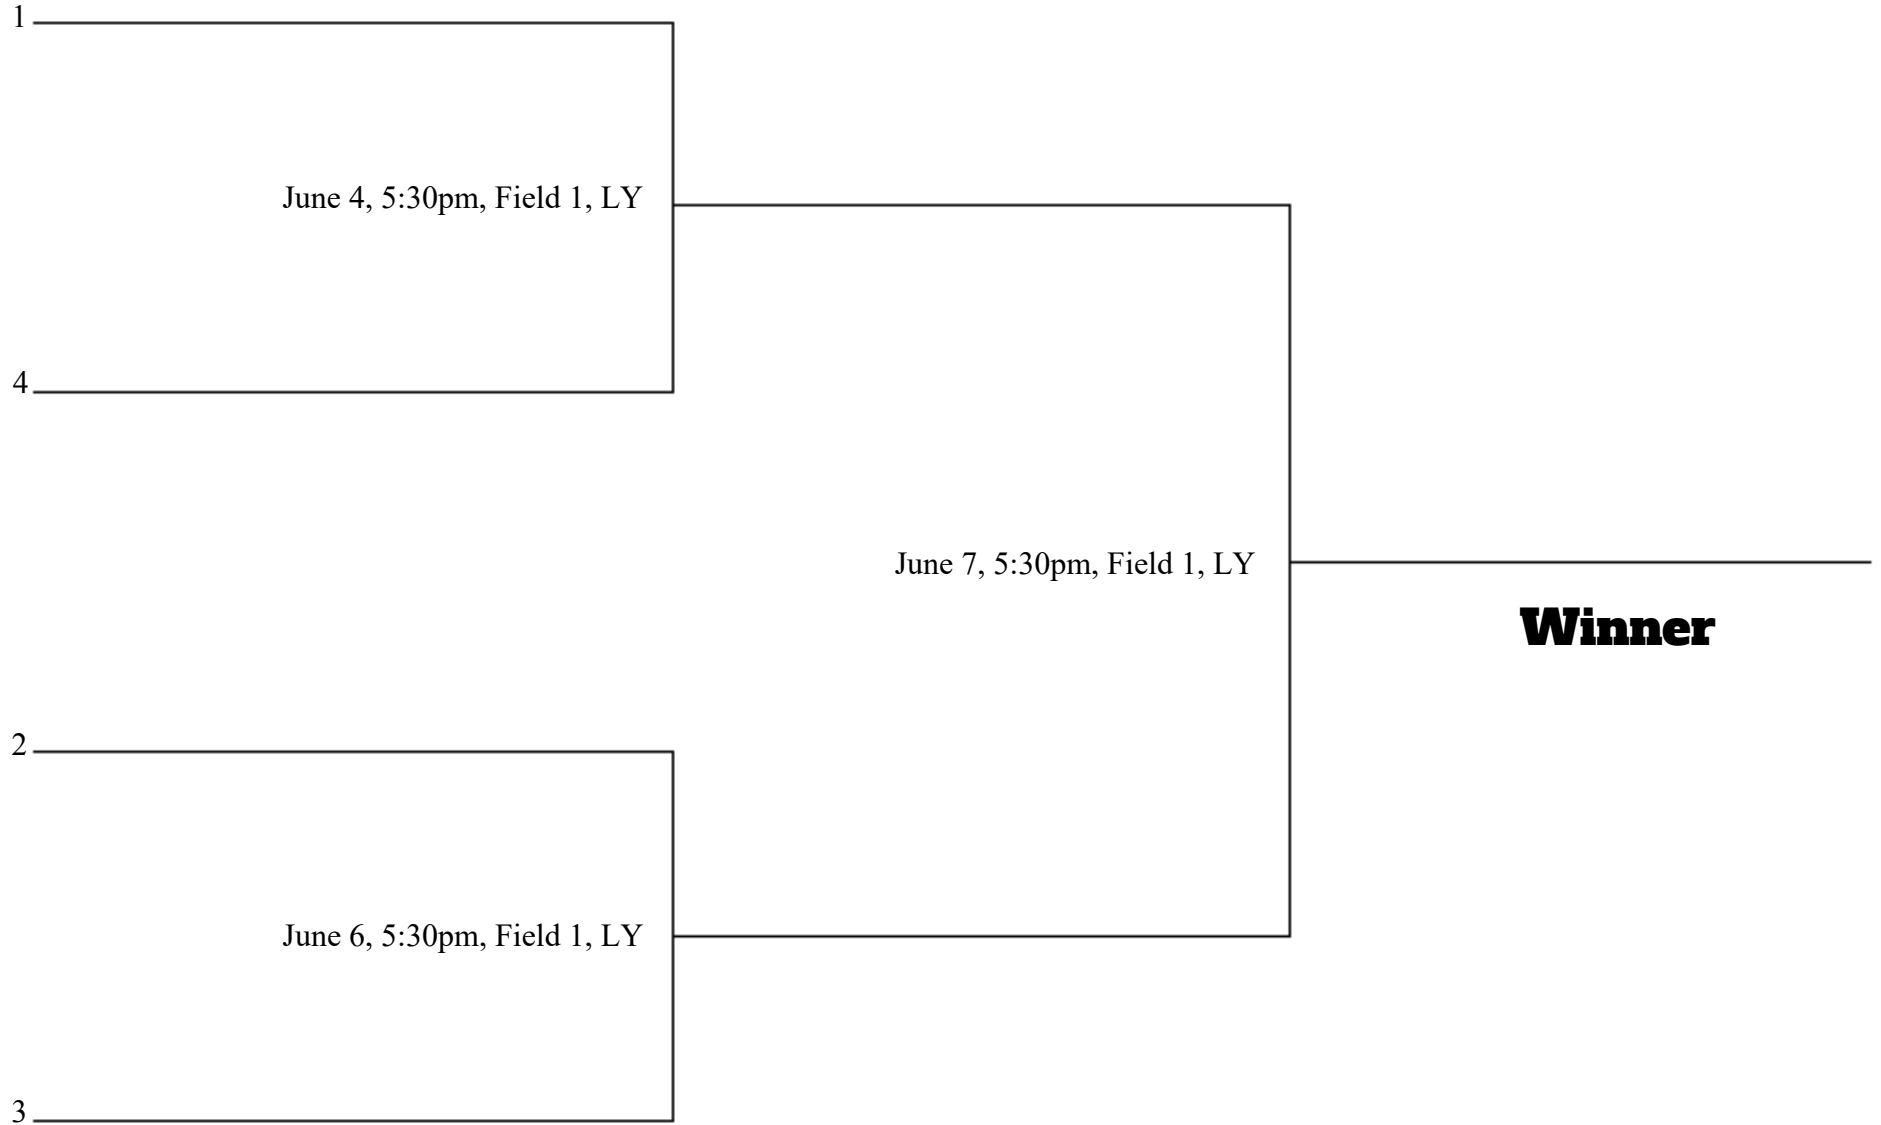 1
June 4, 5:30pm, Field 1, LY
4
June 7, 5:30pm, Field 1, LY
Winner
2
June 6, 5:30pm, Field 1, LY
3